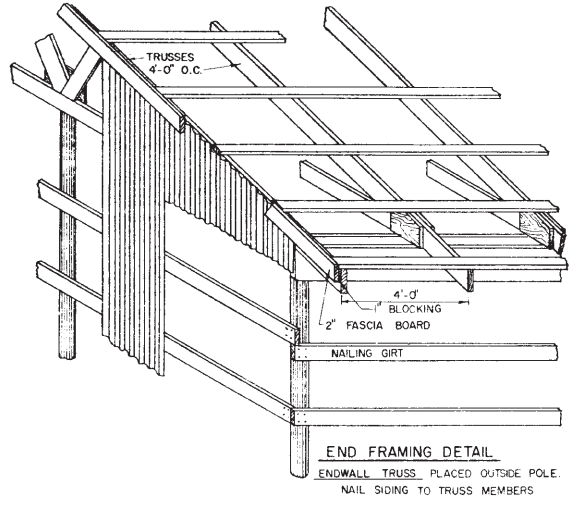 TRUSSES
4'-0" O.C.
4'-0'
1" BLOCKING
2" FASCIA BOARD
NAILING GIRT
END FRAMING DETAIL
ENDWALL TRUSS PLACED OUTSIDE POLE.
NAIL SIDING TO TRUSS MEMBERS